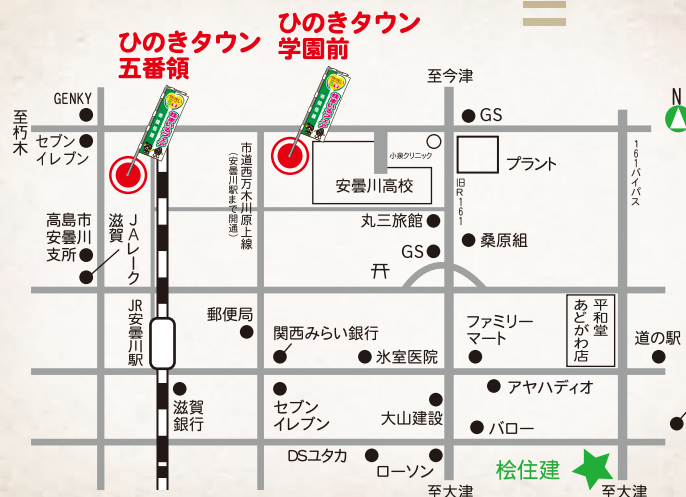 ひのきタウン
五番領
ひのきタウン
学園前
至今津
N
GENKY
至朽木
セブン
イレブン
GS
プラント
小泉クリニック
安曇川高校
市道西万木川原上線
(安曇川駅まで開通)
旧R161
161バイパス
高島市
安曇川
支所
JAレーク
滋賀
丸三旅館
GS
桑原組
JR安曇川駅
郵便局
関西みらい銀行
氷室医院
ファミリー
マート
平和堂
あどがわ店
道の駅
滋賀
銀行
セブン
イレブン
大山建設
アヤハディオ
バロー
DSユタカ
ローソン
桧住建
至大津
至大津